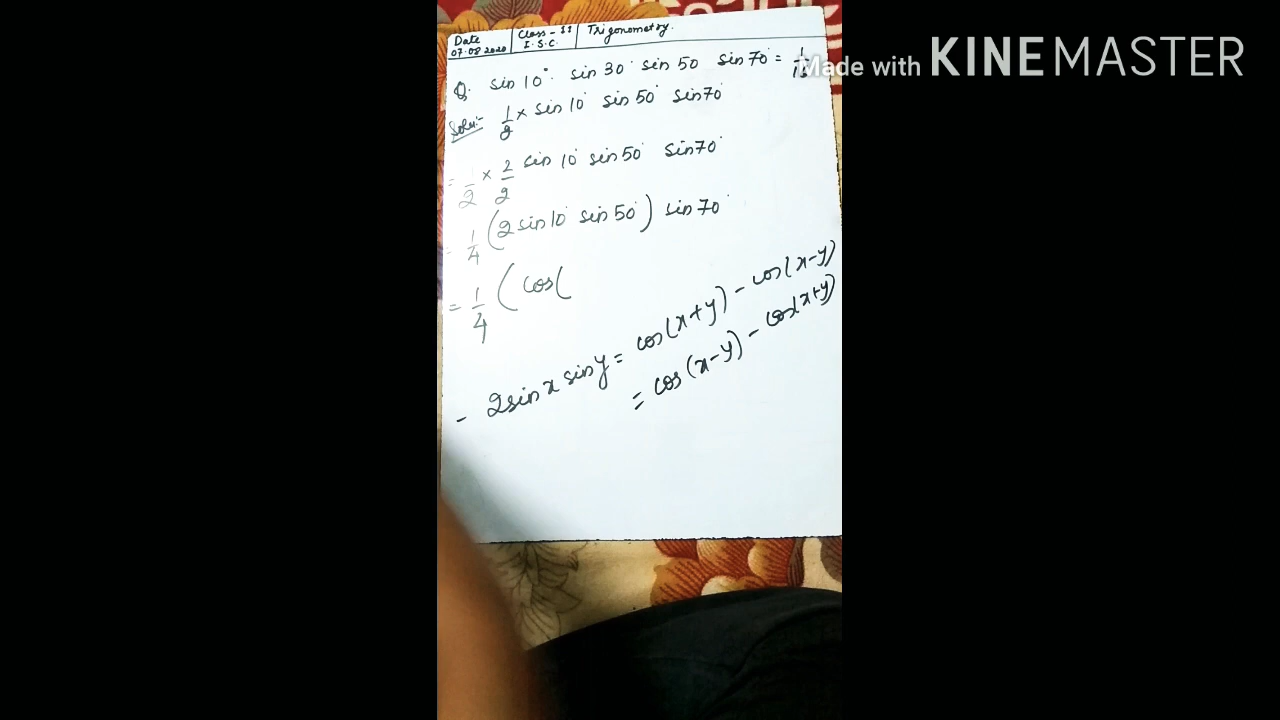 Made with KINEMASTER
Date 07.08.2020 | Class - 11 I.S.C. | Trigonometry.
Q. sin 10° · sin 30° sin 50 sin 70° = 1/16
Soln:- 1/2 × sin 10° sin 50° sin 70°
= 1/2 × 2/2 sin 10° sin 50° sin 70°
= 1/4 (2 sin 10° sin 50°) sin 70°
= 1/4 ( cos(
- 2 sin x sin y = cos(x+y) - cos(x-y)
= cos(x-y) - cos(x+y)